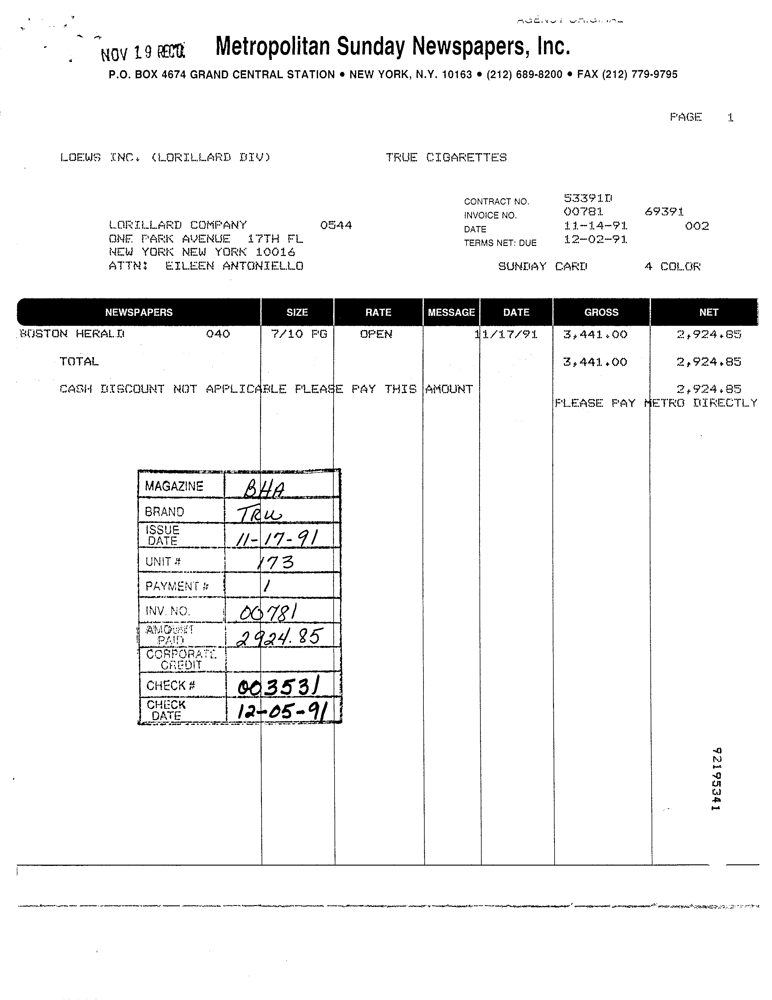 NOV 19 REC'D. Metropolitan Sunday Newspapers, Inc.
P.O. BOX 4674 GRAND CENTRAL STATION • NEW YORK, N.Y. 10163 • (212) 689-8200 • FAX (212) 779-9795
PAGE 1
LOEWS INC. (LORILLARD DIV) TRUE CIGARETTES
CONTRACT NO. 53391D
INVOICE NO. 00781 69391
LORILLARD COMPANY 0544 DATE 11-14-91 002
ONE PARK AVENUE 17TH FL TERMS NET: DUE 12-02-91
NEW YORK NEW YORK 10016
ATTN: EILEEN ANTONIELLO SUNDAY CARD 4 COLOR
NEWSPAPERS SIZE RATE MESSAGE DATE GROSS NET
BOSTON HERALD 040 7/10 PG OPEN 11/17/91 3,441.00 2,924.85
TOTAL 3,441.00 2,924.85
CASH DISCOUNT NOT APPLICABLE PLEASE PAY THIS AMOUNT 2,924.85
PLEASE PAY METRO DIRECTLY
MAGAZINE BHA
BRAND TRU
ISSUE DATE 11-17-91
UNIT # 173
PAYMENT # 1
INV. NO. 00781
AMOUNT PAID 2924.85
CORPORATE CREDIT
CHECK # 003531
CHECK DATE 12-05-91
92195341